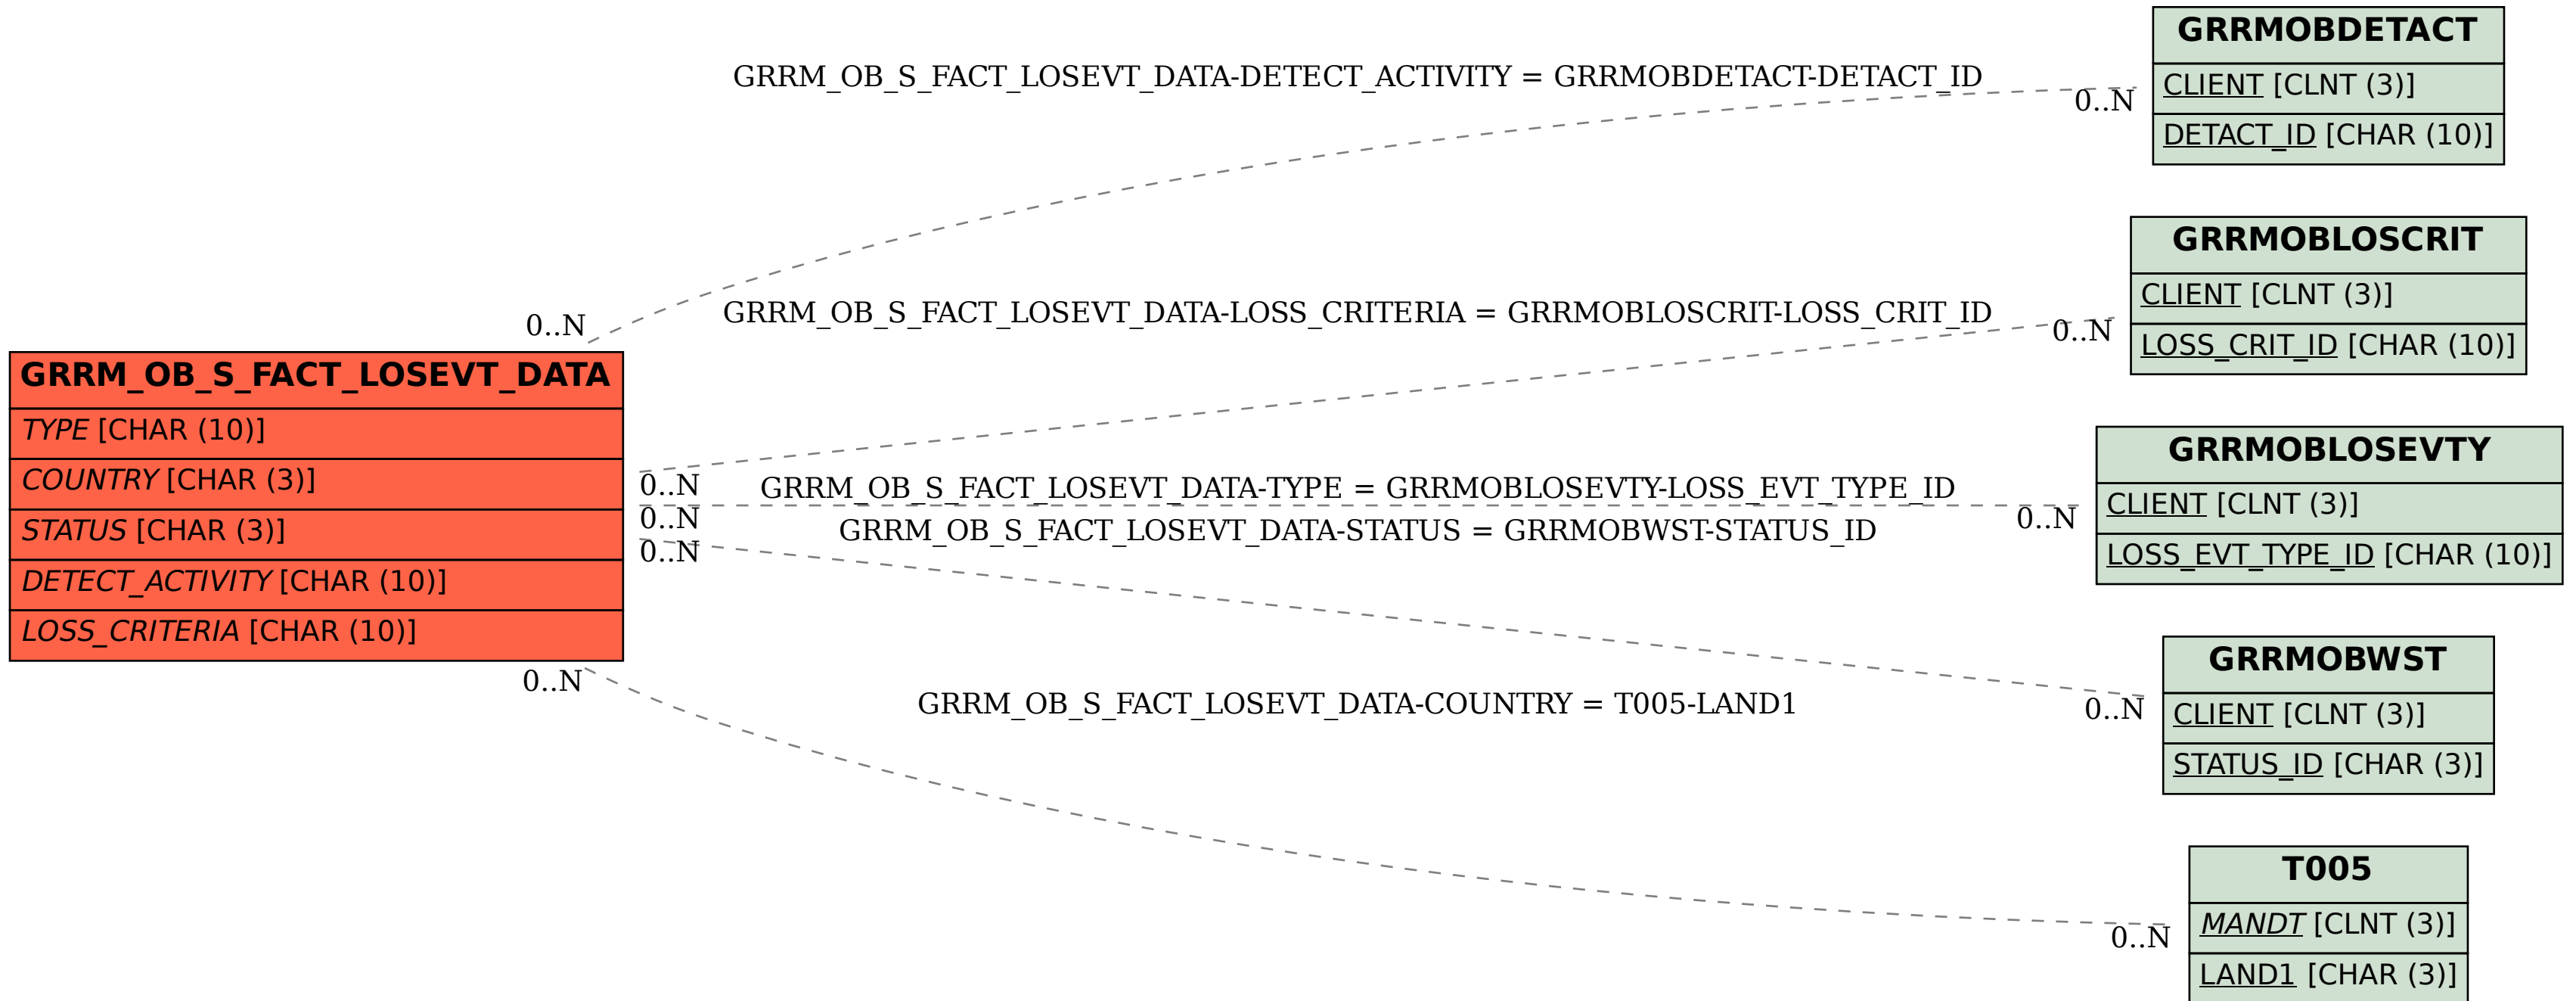 GRRMOBDETACT
CLIENT [CLNT (3)]
DETACT_ID [CHAR (10)]
GRRM_OB_S_FACT_LOSEVT_DATA-DETECT_ACTIVITY = GRRMOBDETACT-DETACT_ID
0..N
0..N
GRRMOBLOSCRIT
CLIENT [CLNT (3)]
LOSS_CRIT_ID [CHAR (10)]
GRRM_OB_S_FACT_LOSEVT_DATA-LOSS_CRITERIA = GRRMOBLOSCRIT-LOSS_CRIT_ID
0..N
0..N
GRRM_OB_S_FACT_LOSEVT_DATA
TYPE [CHAR (10)]
COUNTRY [CHAR (3)]
STATUS [CHAR (3)]
DETECT_ACTIVITY [CHAR (10)]
LOSS_CRITERIA [CHAR (10)]
GRRM_OB_S_FACT_LOSEVT_DATA-TYPE = GRRMOBLOSEVTY-LOSS_EVT_TYPE_ID
0..N
0..N
GRRMOBLOSEVTY
CLIENT [CLNT (3)]
LOSS_EVT_TYPE_ID [CHAR (10)]
GRRM_OB_S_FACT_LOSEVT_DATA-STATUS = GRRMOBWST-STATUS_ID
0..N
0..N
GRRMOBWST
CLIENT [CLNT (3)]
STATUS_ID [CHAR (3)]
GRRM_OB_S_FACT_LOSEVT_DATA-COUNTRY = T005-LAND1
0..N
0..N
T005
MANDT [CLNT (3)]
LAND1 [CHAR (3)]